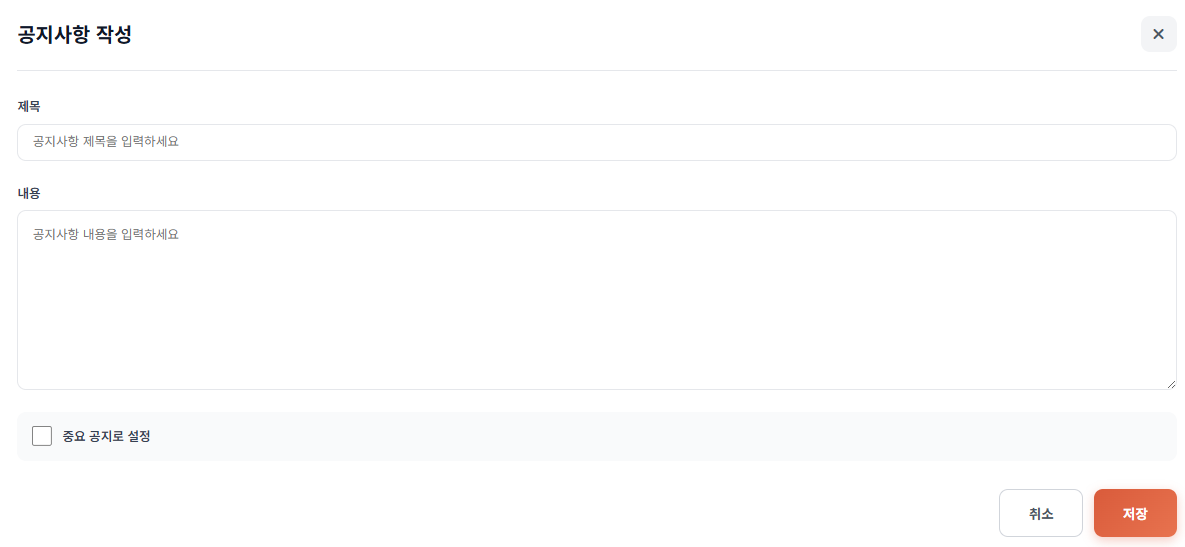 공지사항 작성
제목
공지사항 제목을 입력하세요
내용
공지사항 내용을 입력하세요
중요 공지로 설정
취소
저장